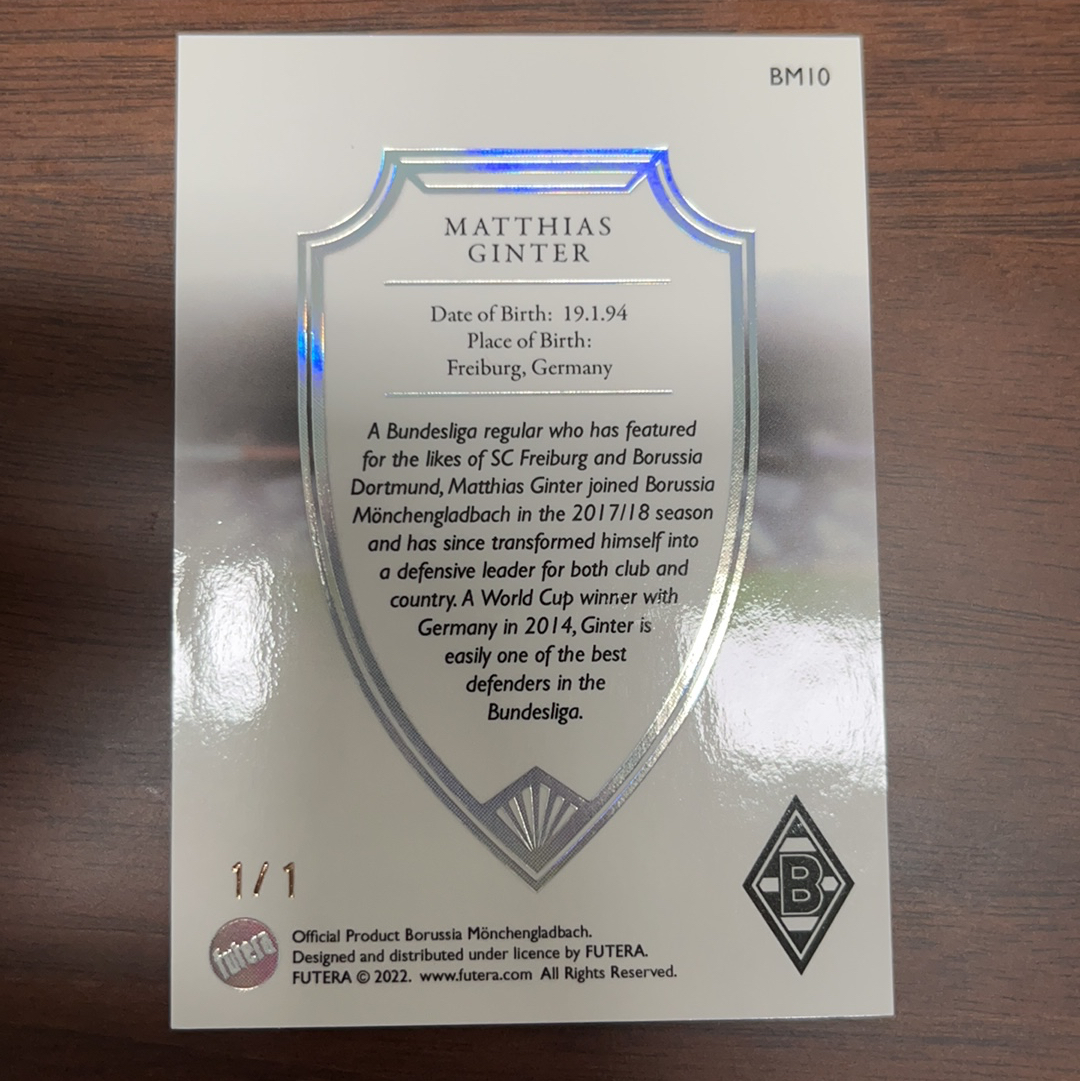 BM10
MATTHIAS
GINTER
Date of Birth: 19.1.94
Place of Birth:
Freiburg, Germany
A Bundesliga regular who has featured
for the likes of SC Freiburg and Borussia
Dortmund, Matthias Ginter joined Borussia
Mönchengladbach in the 2017/18 season
and has since transformed himself into
a defensive leader for both club and
country. A World Cup winner with
Germany in 2014, Ginter is
easily one of the best
defenders in the
Bundesliga.
1/1
B
futera
Official Product Borussia Mönchengladbach.
Designed and distributed under licence by FUTERA.
FUTERA © 2022. www.futera.com All Rights Reserved.